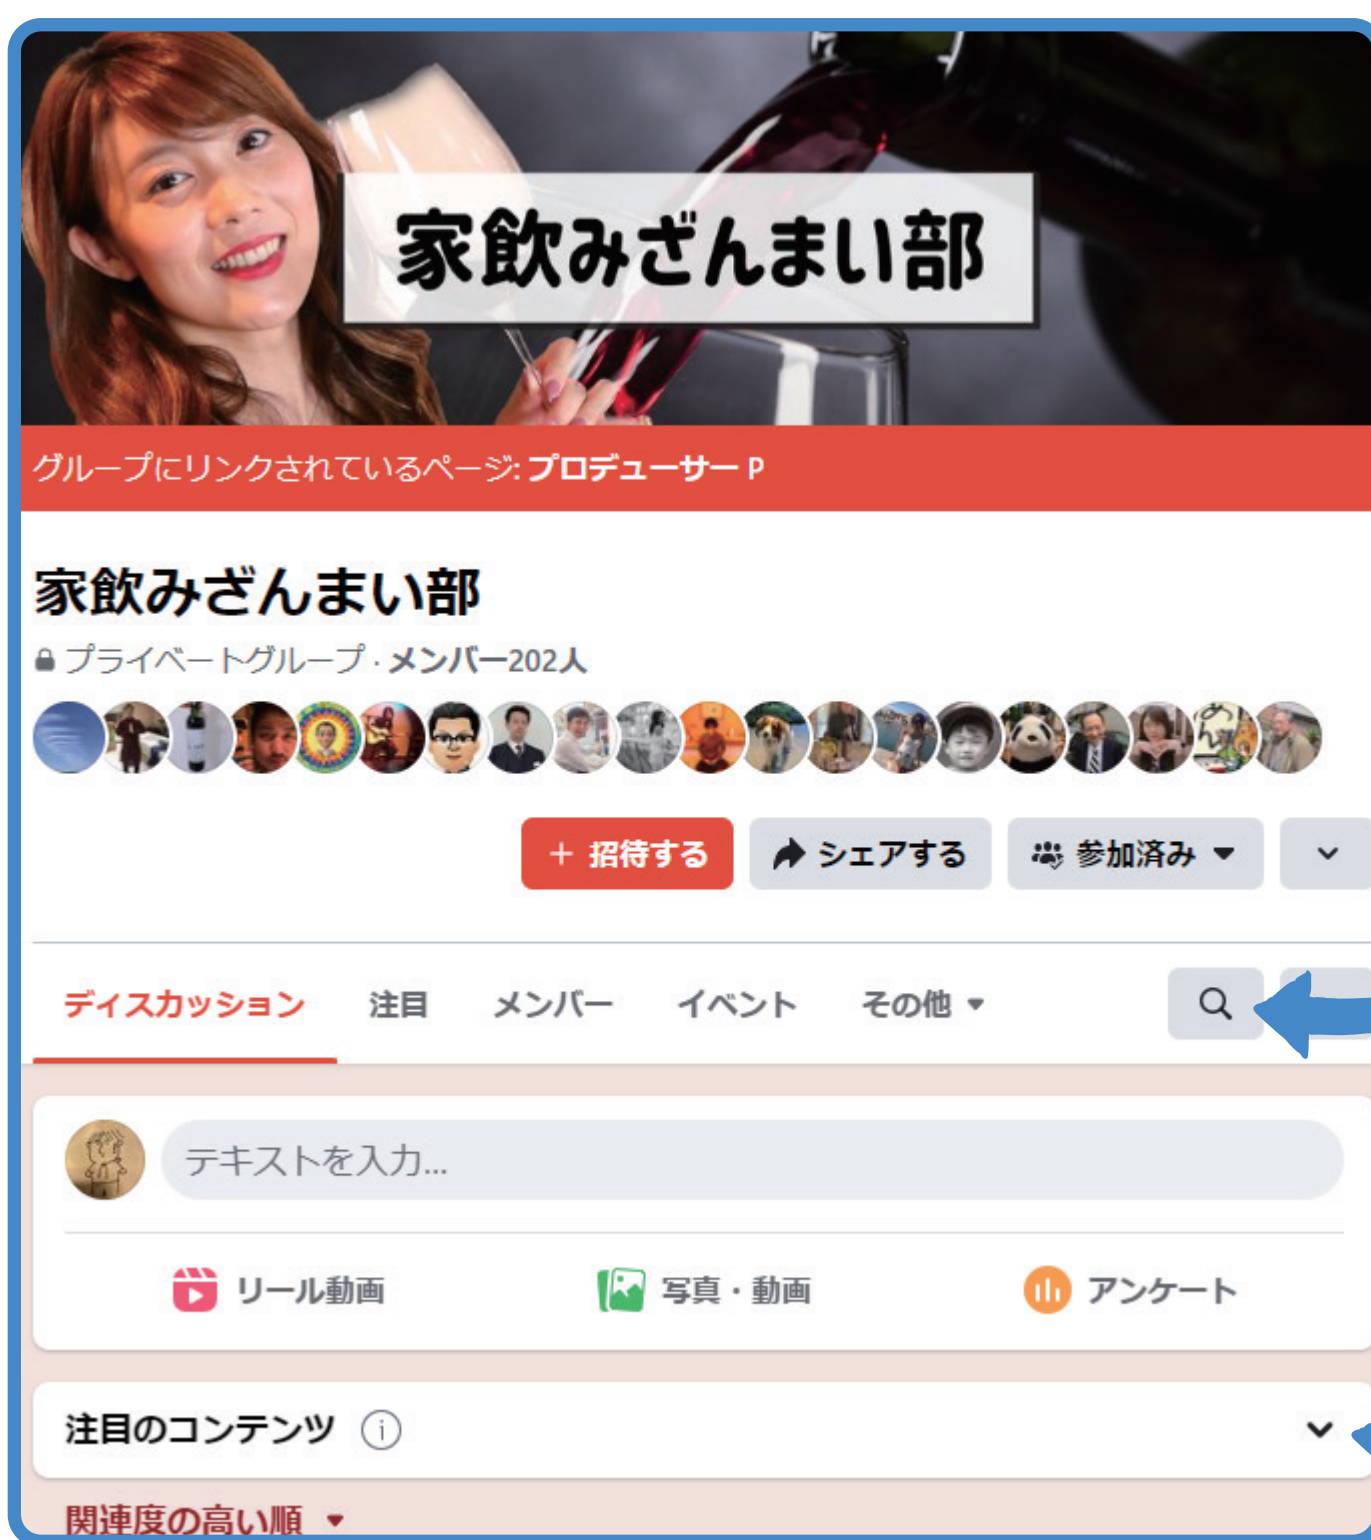 家飲みざんまい部
グループにリンクされているページ: プロデューサー P
家飲みざんまい部
プライベートグループ · メンバー202人
+ 招待する シェアする 参加済み
ディスカッション 注目 メンバー イベント その他
テキストを入力...
リール動画 写真・動画 アンケート
注目のコンテンツ
関連度の高い順